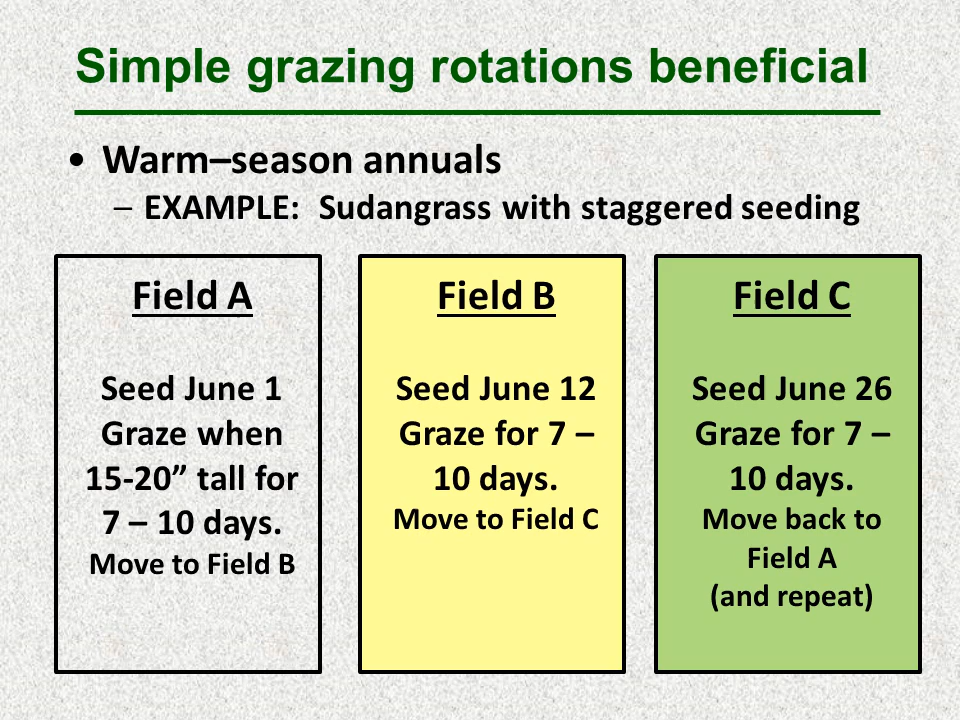 Simple grazing rotations beneficial
• Warm–season annuals
– EXAMPLE:  Sudangrass with staggered seeding
Field A
Seed June 1
Graze when
15-20” tall for
7 – 10 days.
Move to Field B
Field B
Seed June 12
Graze for 7 –
10 days.
Move to Field C
Field C
Seed June 26
Graze for 7 –
10 days.
Move back to
Field A
(and repeat)